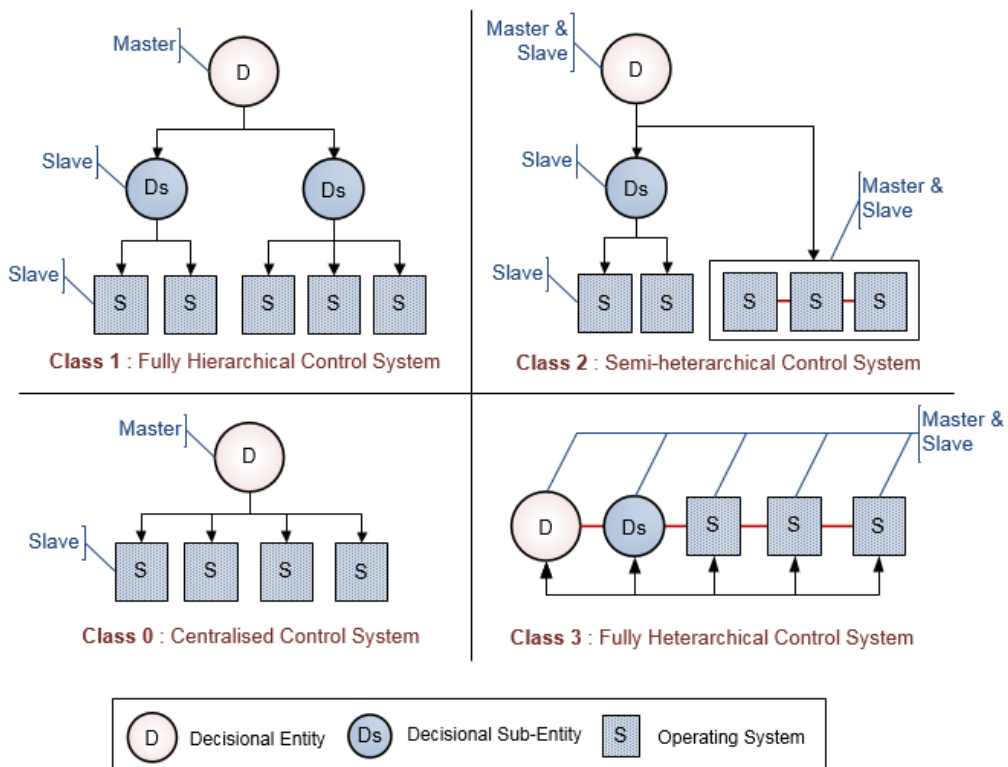 Master
D
Slave
Ds
Ds
Slave
S
S
S
S
S
Class 1 : Fully Hierarchical Control System
Master &
Slave
D
Slave
Ds
Master &
Slave
Slave
S
S
S
S
S
Class 2 : Semi-heterarchical Control System
Master
D
Slave
S
S
S
S
Class 0 : Centralised Control System
Master &
Slave
D
Ds
S
S
S
Class 3 : Fully Heterarchical Control System
D
Decisional Entity
Ds
Decisional Sub-Entity
S
Operating System